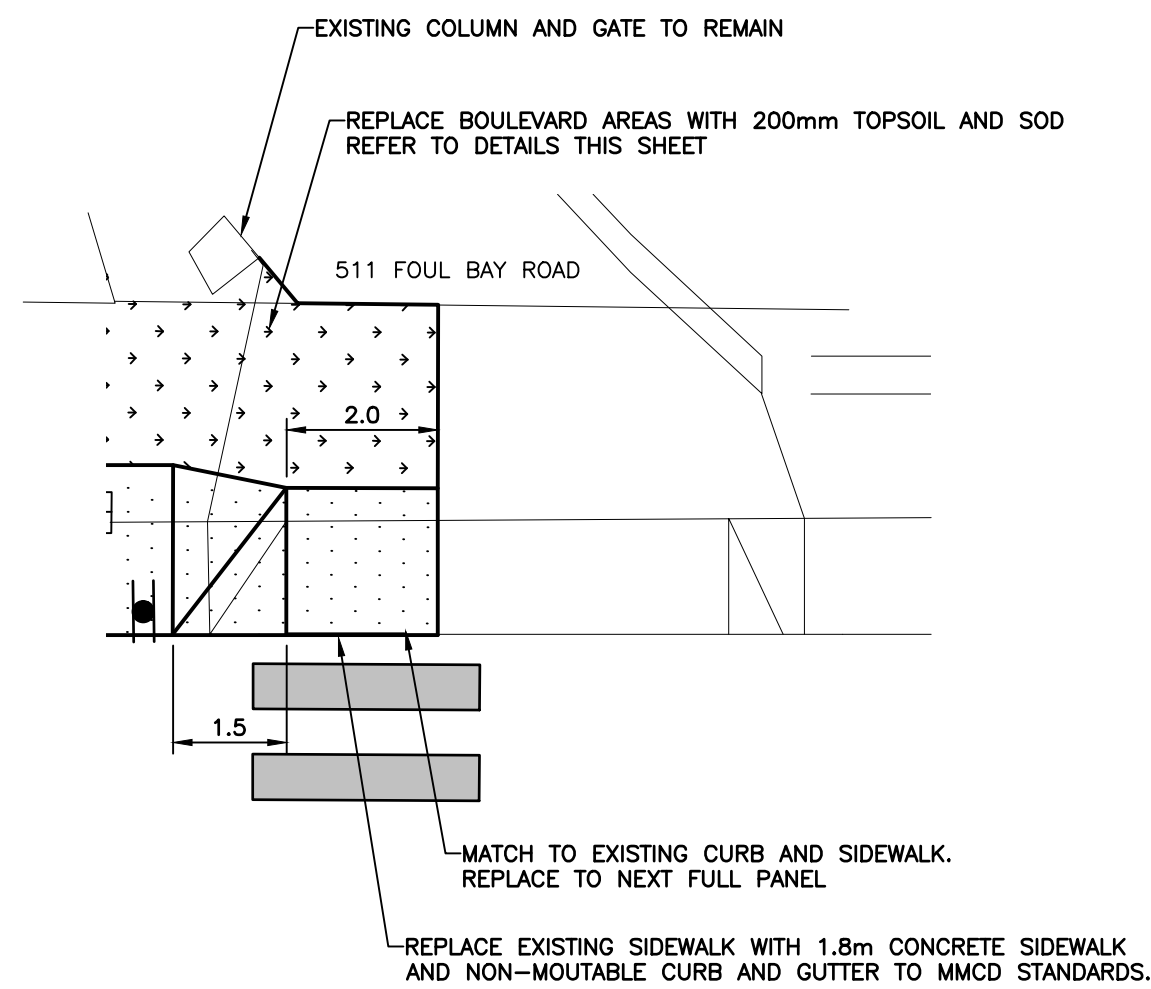 EXISTING COLUMN AND GATE TO REMAIN
REPLACE BOULEVARD AREAS WITH 200mm TOPSOIL AND SOD
REFER TO DETAILS THIS SHEET
511 FOUL BAY ROAD
2.0
1.5
MATCH TO EXISTING CURB AND SIDEWALK.
REPLACE TO NEXT FULL PANEL
REPLACE EXISTING SIDEWALK WITH 1.8m CONCRETE SIDEWALK
AND NON-MOUTABLE CURB AND GUTTER TO MMCD STANDARDS.